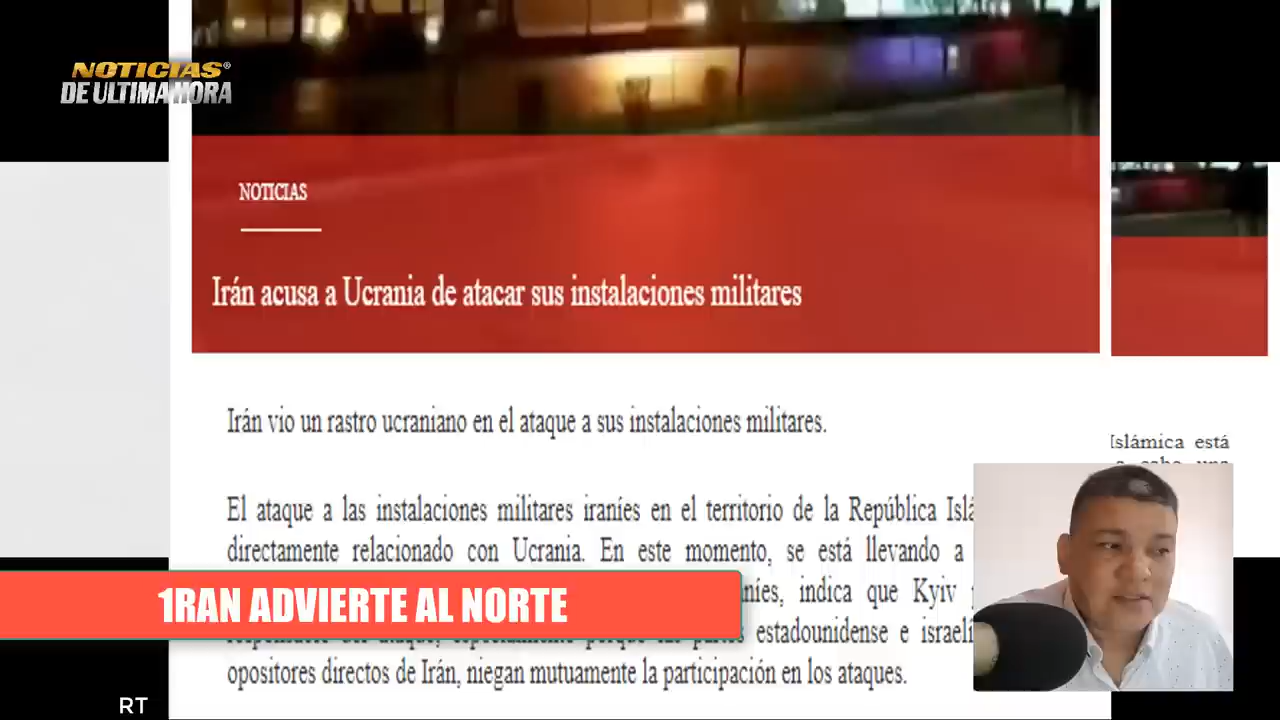 NOTICIAS®
DE ULTIMA HORA
NOTICIAS
Irán acusa a Ucrania de atacar sus instalaciones militares
Irán vio un rastro ucraniano en el ataque a sus instalaciones militares.
Islámica está
El ataque a las instalaciones militares iraníes en el territorio de la República Islá
directamente relacionado con Ucrania. En este momento, se está llevando a
níes, indica que Kyiv
1RAN ADVIERTE AL NORTE
estadounidense e israelí
opositores directos de Irán, niegan mutuamente la participación en los ataques.
RT